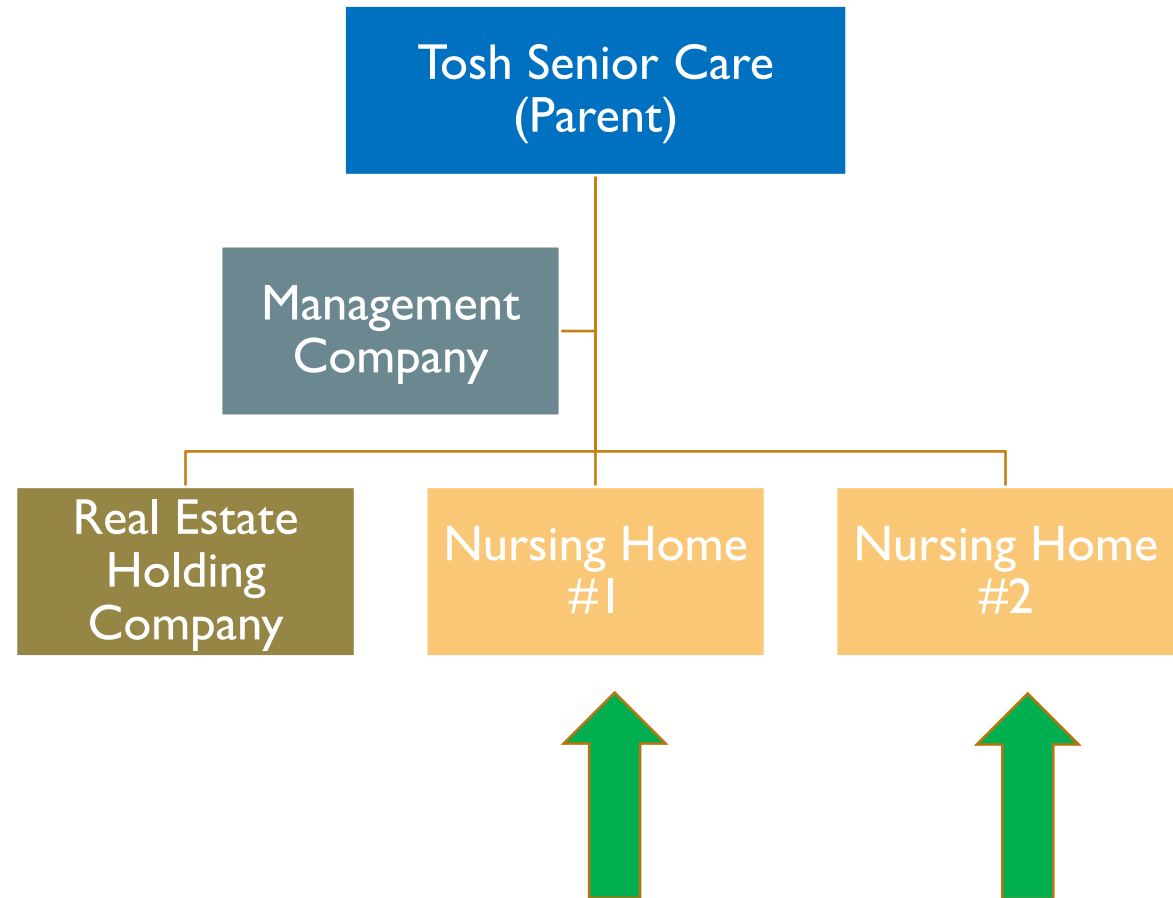 Tosh Senior Care
(Parent)
Management
Company
Real Estate
Holding
Company
Nursing Home
#1
Nursing Home
#2